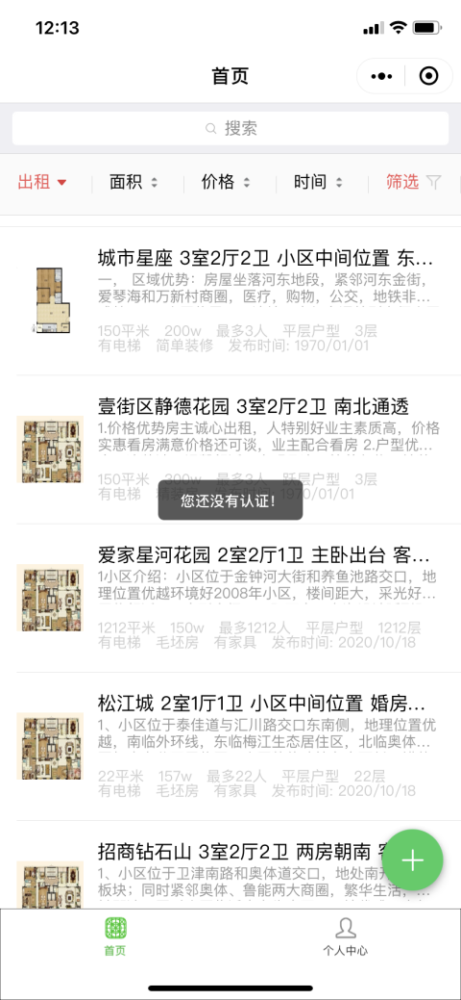 12:13
首页
搜索
出租
面积
价格
时间
筛选
城市星座 3室2厅2卫 小区中间位置 东...
一， 区域优势：房屋坐落河东地段，紧邻河东金街，
爱琴海和万新村商圈，医疗，购物，公交，地铁非...
150平米 200w 最多3人 平层户型 3层
有电梯 简单装修 发布时间: 1970/01/01
壹街区静德花园 3室2厅2卫 南北通透
1.价格优势房主诚心出租，人特别好业主素质高，价格
实惠看房满意价格还可谈，业主配合看房 2.户型优...
150平米 200w 最多3人 跃层户型 3层
有电梯 精装房 发布时间: 1970/01/01
您还没有认证！
爱家星河花园 2室2厅1卫 主卧出台 客...
1小区介绍：小区位于金钟河大街和养鱼池路交口，地
理位置优越环境好2008年小区，楼间距大，采光好...
1212平米 150w 最多1212人 平层户型 1212层
有电梯 毛坯房 有家具 发布时间: 2020/10/18
松江城 2室1厅1卫 小区中间位置 婚房...
1、小区位于泰佳道与汇川路交口东南侧，地理位置优
越，南临外环线，东临梅江生态居住区，北临奥体...
22平米 157w 最多22人 平层户型 22层
有电梯 毛坯房 有家具 发布时间: 2020/10/18
招商钻石山 3室2厅2卫 两房朝南
1、小区位于卫津南路和奥体道交口，地处南开
板块；同时紧邻奥体、鲁能两大商圈，繁华生活，...
首页
个人中心